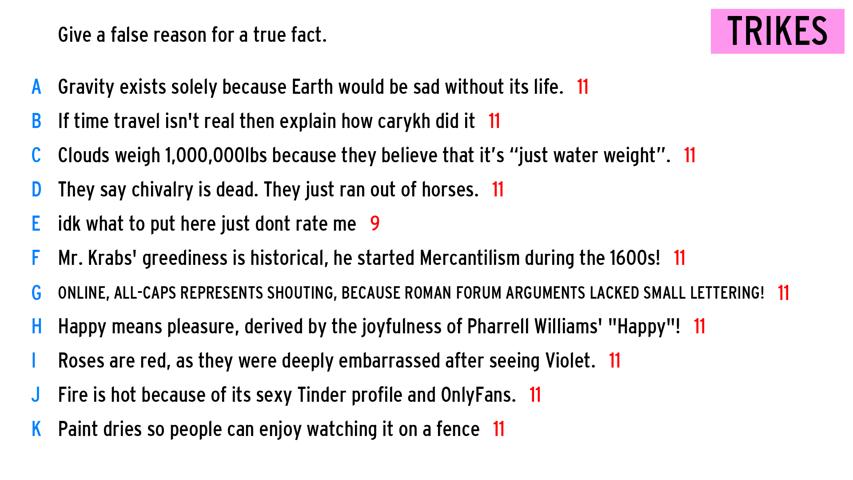 Give a false reason for a true fact.
TRIKES
A Gravity exists solely because Earth would be sad without its life. 11
B If time travel isn't real then explain how carykh did it 11
C Clouds weigh 1,000,000lbs because they believe that it’s “just water weight”. 11
D They say chivalry is dead. They just ran out of horses. 11
E idk what to put here just dont rate me 9
F Mr. Krabs' greediness is historical, he started Mercantilism during the 1600s! 11
G ONLINE, ALL-CAPS REPRESENTS SHOUTING, BECAUSE ROMAN FORUM ARGUMENTS LACKED SMALL LETTERING! 11
H Happy means pleasure, derived by the joyfulness of Pharrell Williams' "Happy"! 11
I Roses are red, as they were deeply embarrassed after seeing Violet. 11
J Fire is hot because of its sexy Tinder profile and OnlyFans. 11
K Paint dries so people can enjoy watching it on a fence 11